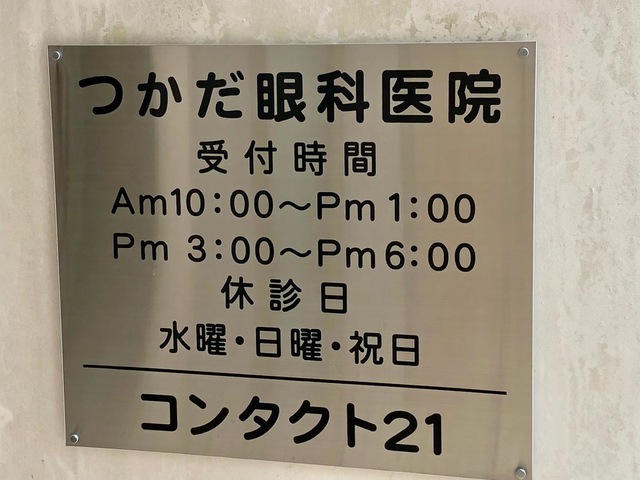 つかだ眼科医院
受付時間
Am10:00～Pm1:00
Pm 3:00～Pm6:00
休診日
水曜・日曜・祝日
コンタクト21